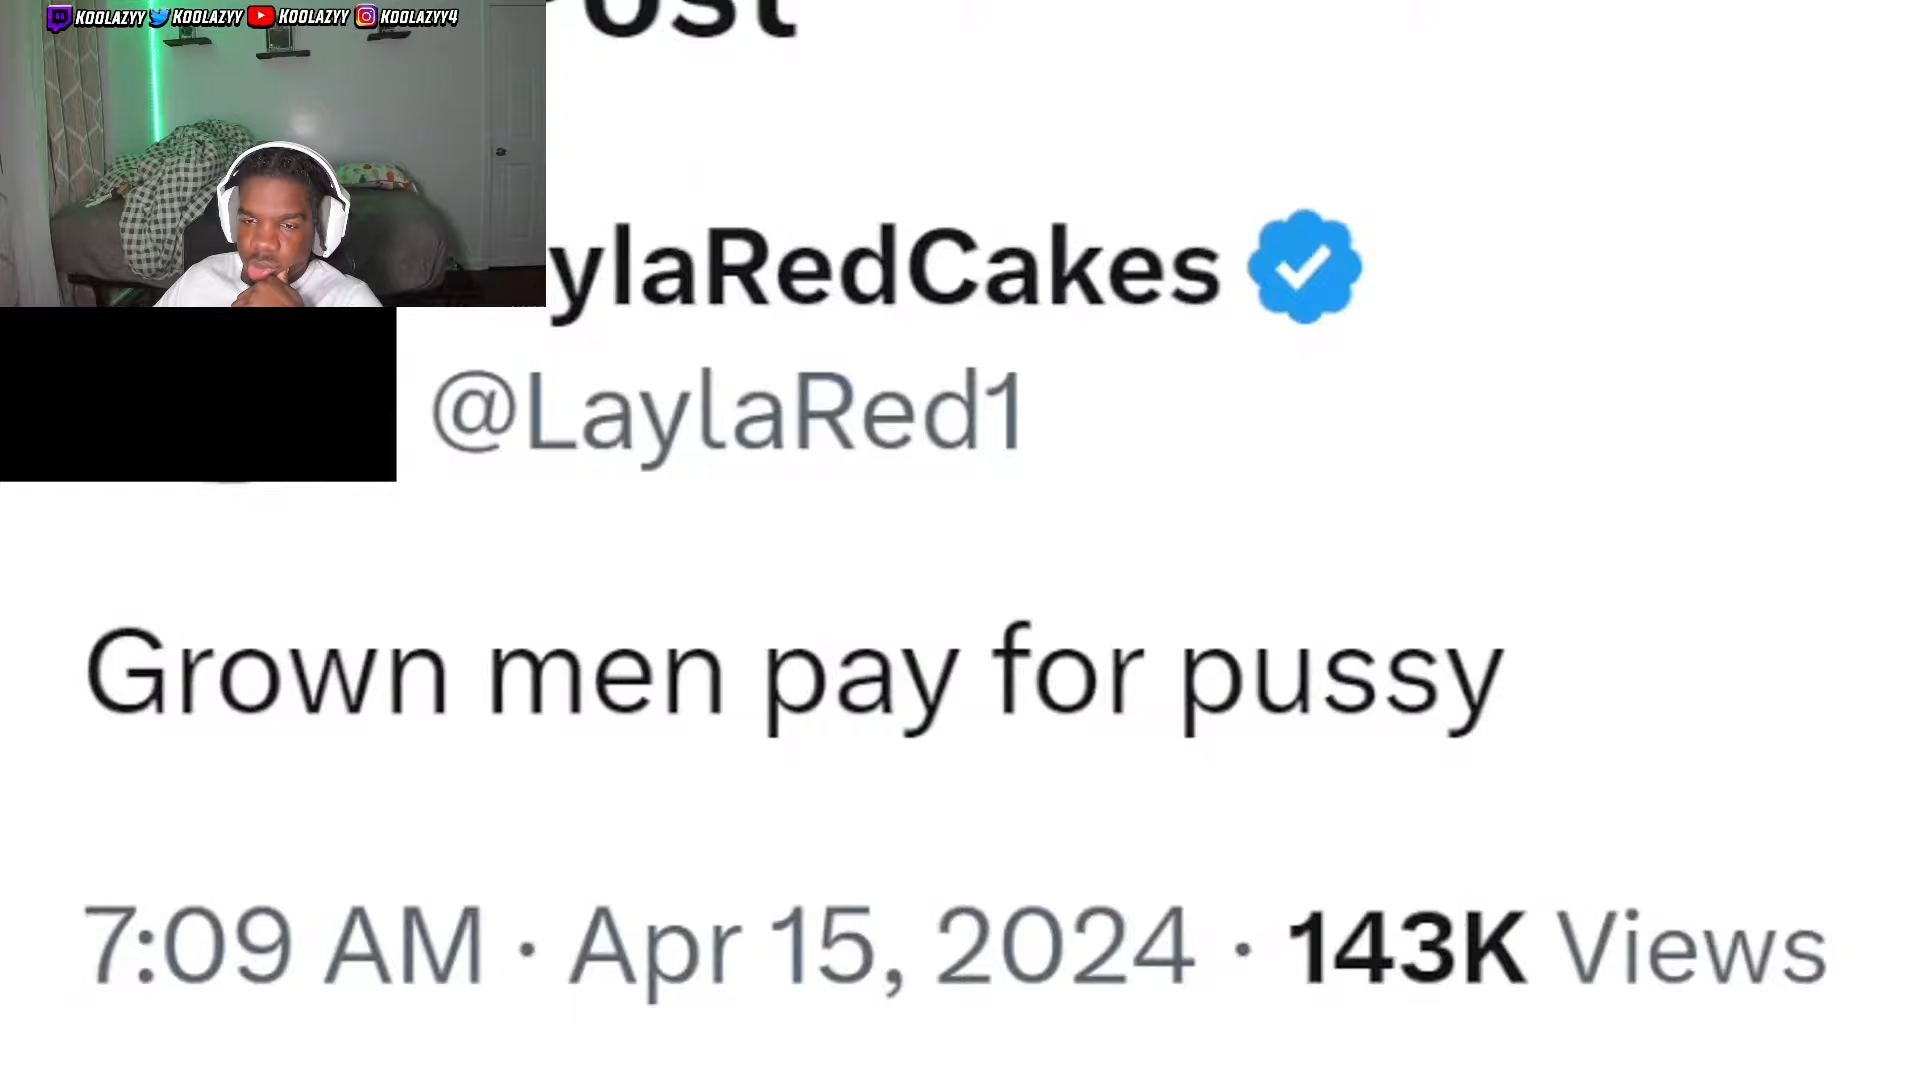 KOOLAZYY KOOLAZYY KOOLAZYY KOOLAZYY4
ost
ylaRedCakes
@LaylaRed1
Grown men pay for pussy
7:09 AM · Apr 15, 2024 · 143K Views